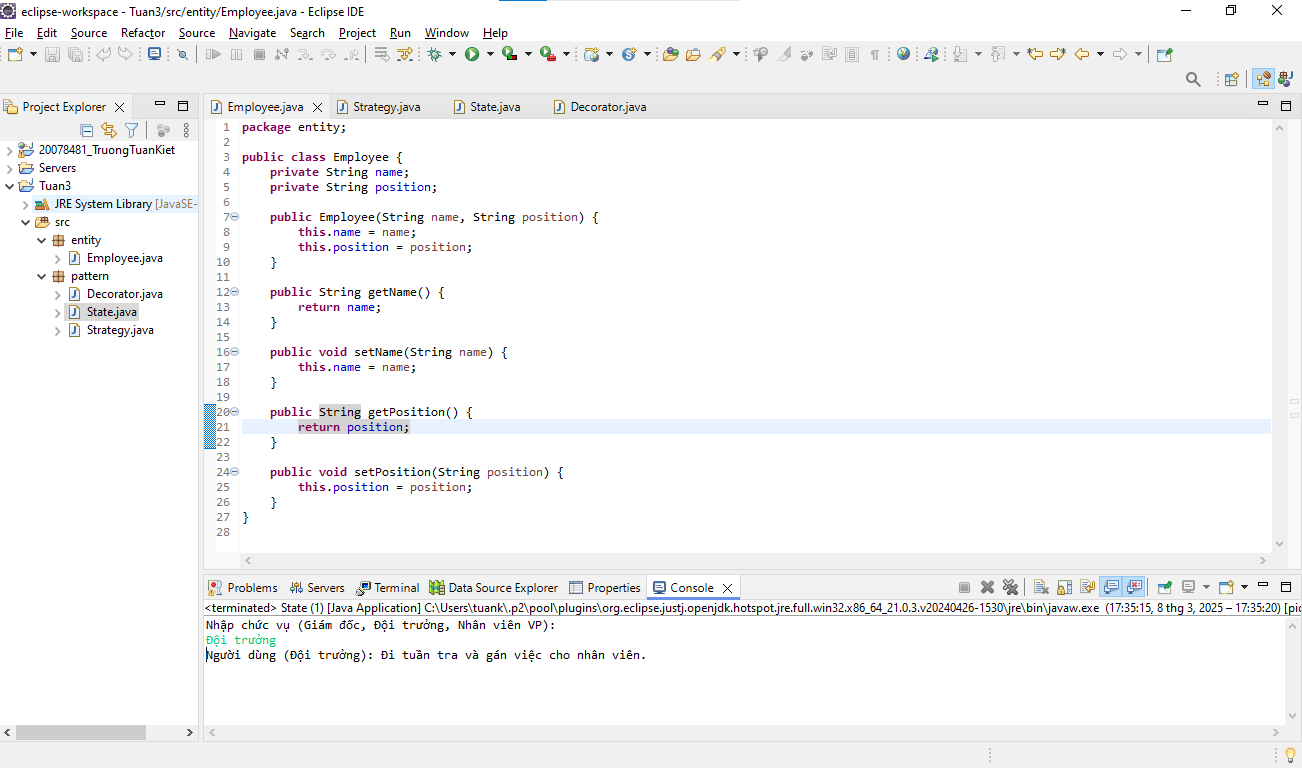 eclipse-workspace - Tuan3/src/entity/Employee.java - Eclipse IDE
File Edit Source Refactor Source Navigate Search Project Run Window Help
Project Explorer
20078481_TruongTuanKiet
Servers
Tuan3
JRE System Library [JavaSE-
src
entity
Employee.java
pattern
Decorator.java
State.java
Strategy.java
Employee.java Strategy.java State.java Decorator.java
1 package entity;
2
3 public class Employee {
4 private String name;
5 private String position;
6
7 public Employee(String name, String position) {
8 this.name = name;
9 this.position = position;
10 }
11
12 public String getName() {
13 return name;
14 }
15
16 public void setName(String name) {
17 this.name = name;
18 }
19
20 public String getPosition() {
21 return position;
22 }
23
24 public void setPosition(String position) {
25 this.position = position;
26 }
27 }
28
Problems Servers Terminal Data Source Explorer Properties Console
<terminated> State (1) [Java Application] C:\Users\tuank\.p2\pool\plugins\org.eclipse.justj.openjdk.hotspot.jre.full.win32.x86_64_21.0.3.v20240426-1530\jre\bin\javaw.exe (17:35:15, 8 thg 3, 2025 – 17:35:20) [pid
Nhập chức vụ (Giám đốc, Đội trưởng, Nhân viên VP):
Đội trưởng
Người dùng (Đội trưởng): Đi tuần tra và gán việc cho nhân viên.